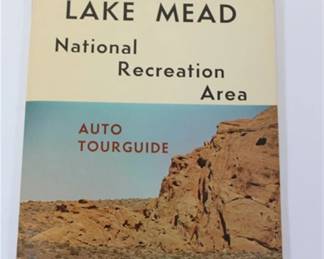 LAKE MEAD
National
Recreation
Area
AUTO
TOURGUIDE